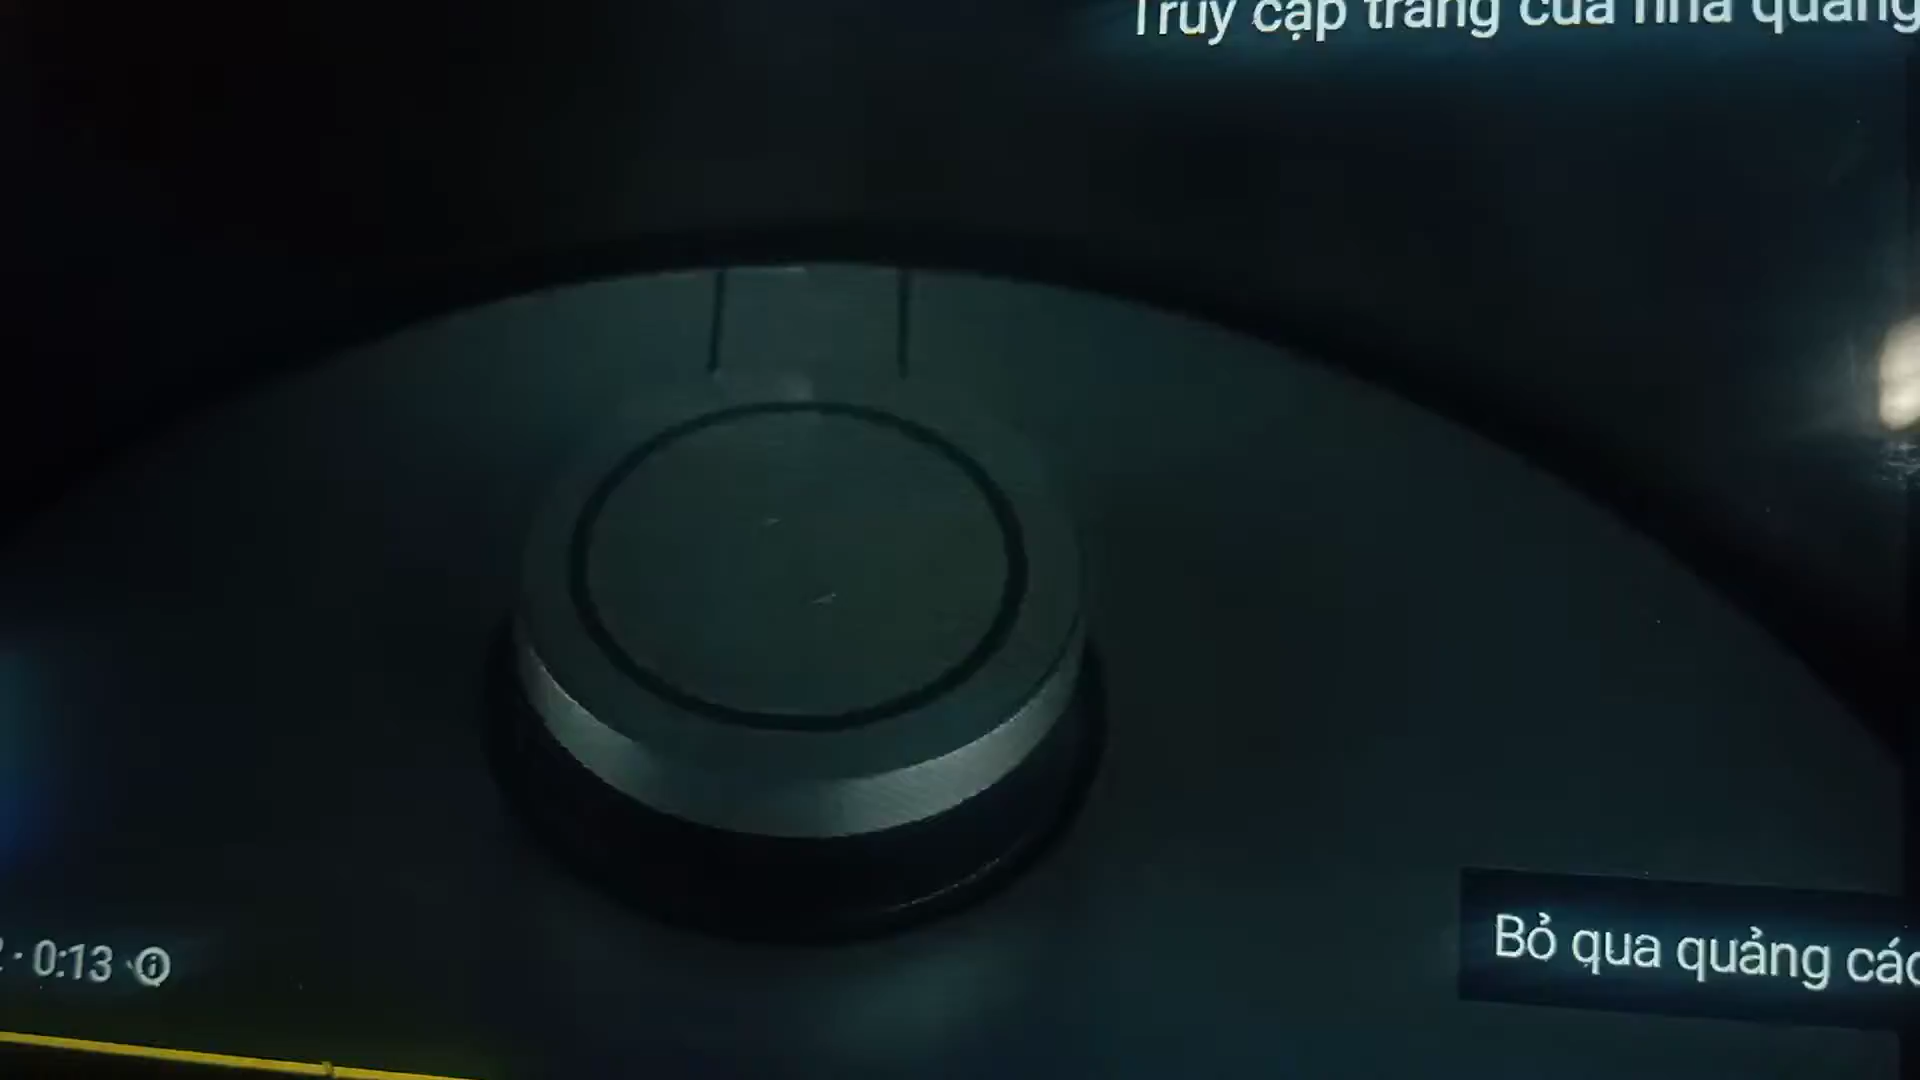 Truy cập trang của nhà quảng
· 0:13 ·
Bỏ qua quảng cáo